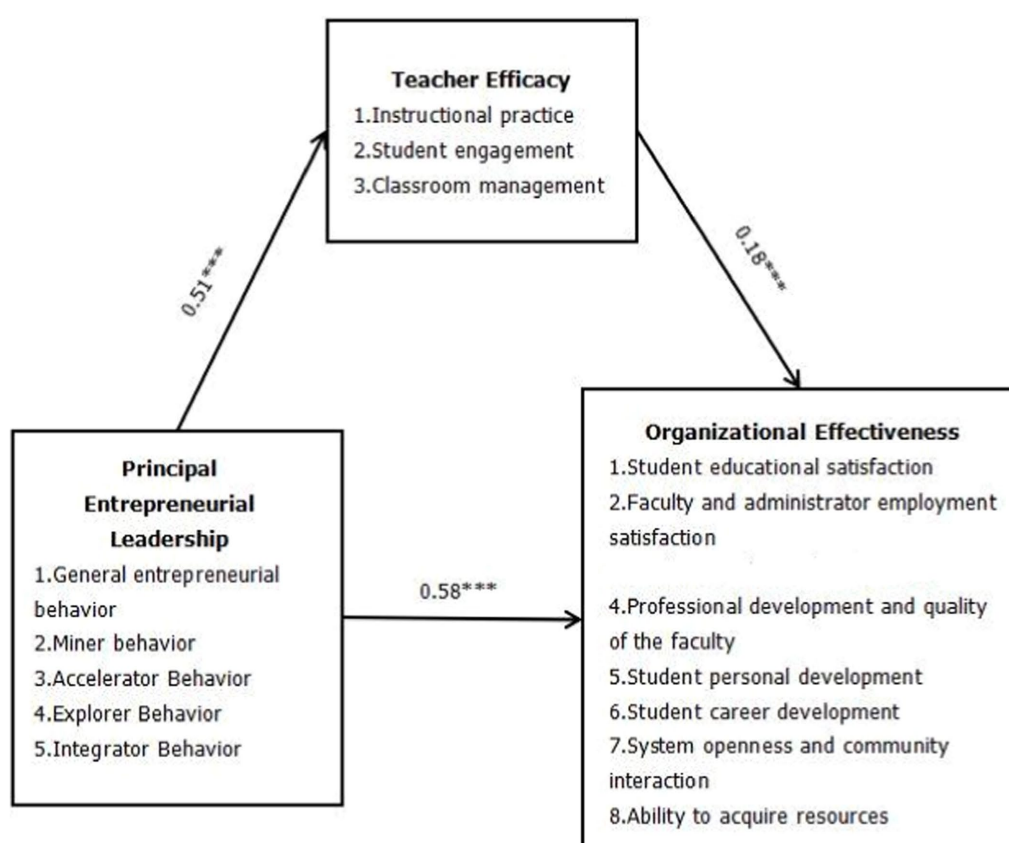 Teacher Efficacy
1.Instructional practice
2.Student engagement
3.Classroom management
0.51***
0.18***
Principal
Entrepreneurial
Leadership
1.General entrepreneurial
behavior
2.Miner behavior
3.Accelerator Behavior
4.Explorer Behavior
5.Integrator Behavior
0.58***
Organizational Effectiveness
1.Student educational satisfaction
2.Faculty and administrator employment
satisfaction
4.Professional development and quality
of the faculty
5.Student personal development
6.Student career development
7.System openness and community
interaction
8.Ability to acquire resources